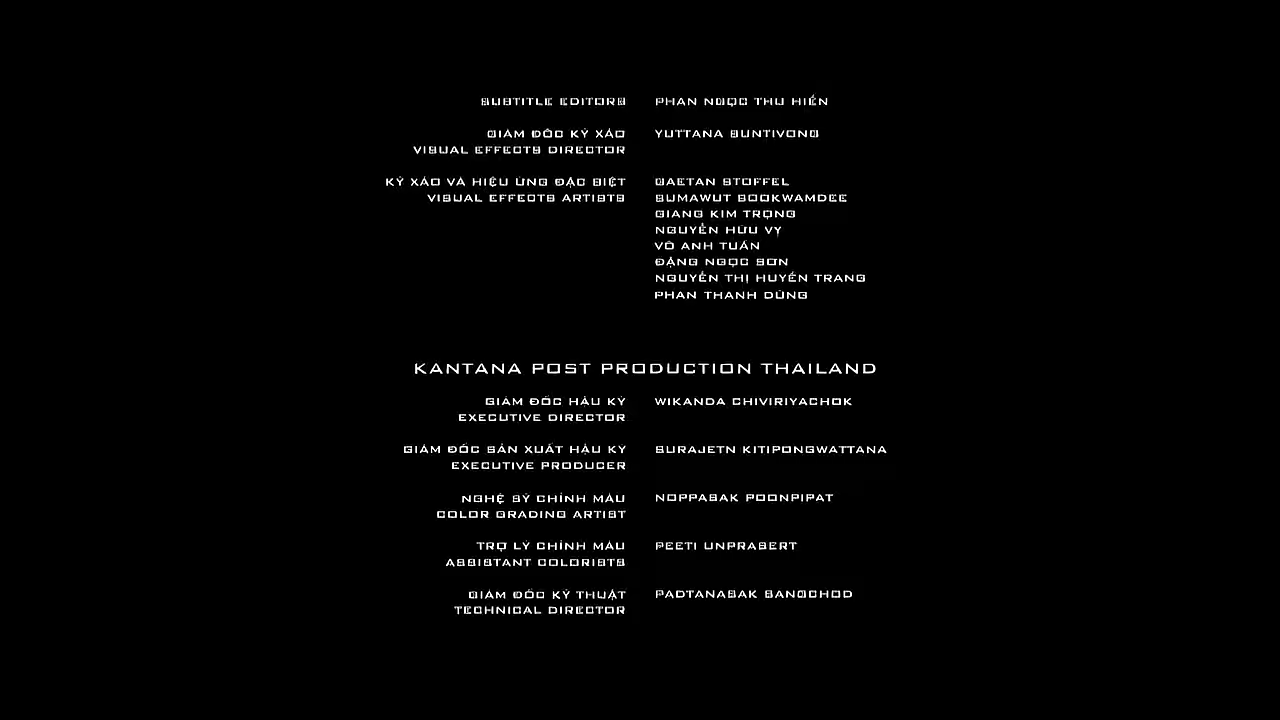 SUBTITLE EDITORS PHAN NGỌC THU HIỀN
GIÁM ĐỐC KỸ XẢO YUTTANA SUNTIVONG
VISUAL EFFECTS DIRECTOR
KỸ XẢO VÀ HIỆU ỨNG ĐẶC BIỆT GAETAN STOFFEL
VISUAL EFFECTS ARTISTS SUMAWUT SOOKWAMDEE
GIANG KIM TRỌNG
NGUYỄN HỮU VỴ
VÕ ANH TUẤN
ĐẶNG NGỌC SƠN
NGUYỄN THỊ HUYỀN TRANG
PHAN THANH DŨNG
KANTANA POST PRODUCTION THAILAND
GIÁM ĐỐC HẬU KỲ WIKANDA CHIVIRIYACHOK
EXECUTIVE DIRECTOR
GIÁM ĐỐC SẢN XUẤT HẬU KỲ SURAJETN KITIPONGWATTANA
EXECUTIVE PRODUCER
NGHỆ SỸ CHỈNH MÀU NOPPASAK POONPIPAT
COLOR GRADING ARTIST
TRỢ LÝ CHỈNH MÀU PEETI UNPRASERT
ASSISTANT COLORISTS
GIÁM ĐỐC KỸ THUẬT PADTANASAK SANGCHOD
TECHNICAL DIRECTOR